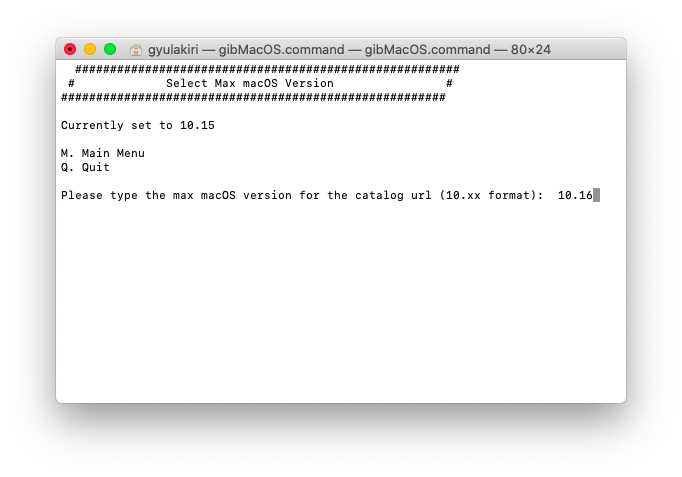 gyulakiri — gibMacOS.command — gibMacOS.command — 80×24
#######################################################
# Select Max macOS Version #
#######################################################
Currently set to 10.15
M. Main Menu
Q. Quit
Please type the max macOS version for the catalog url (10.xx format): 10.16